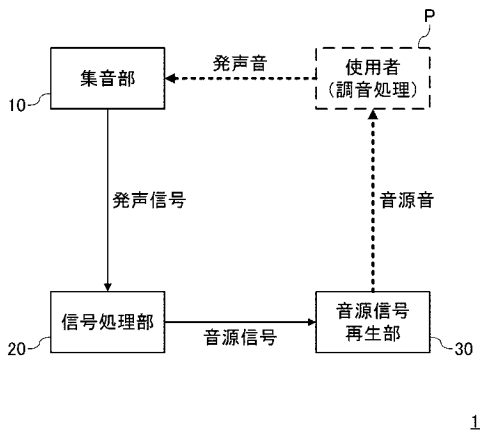 P
集音部
10
発声音
使用者
(調音処理)
発声信号
音源音
信号処理部
20
音源信号
音源信号
再生部
30
1